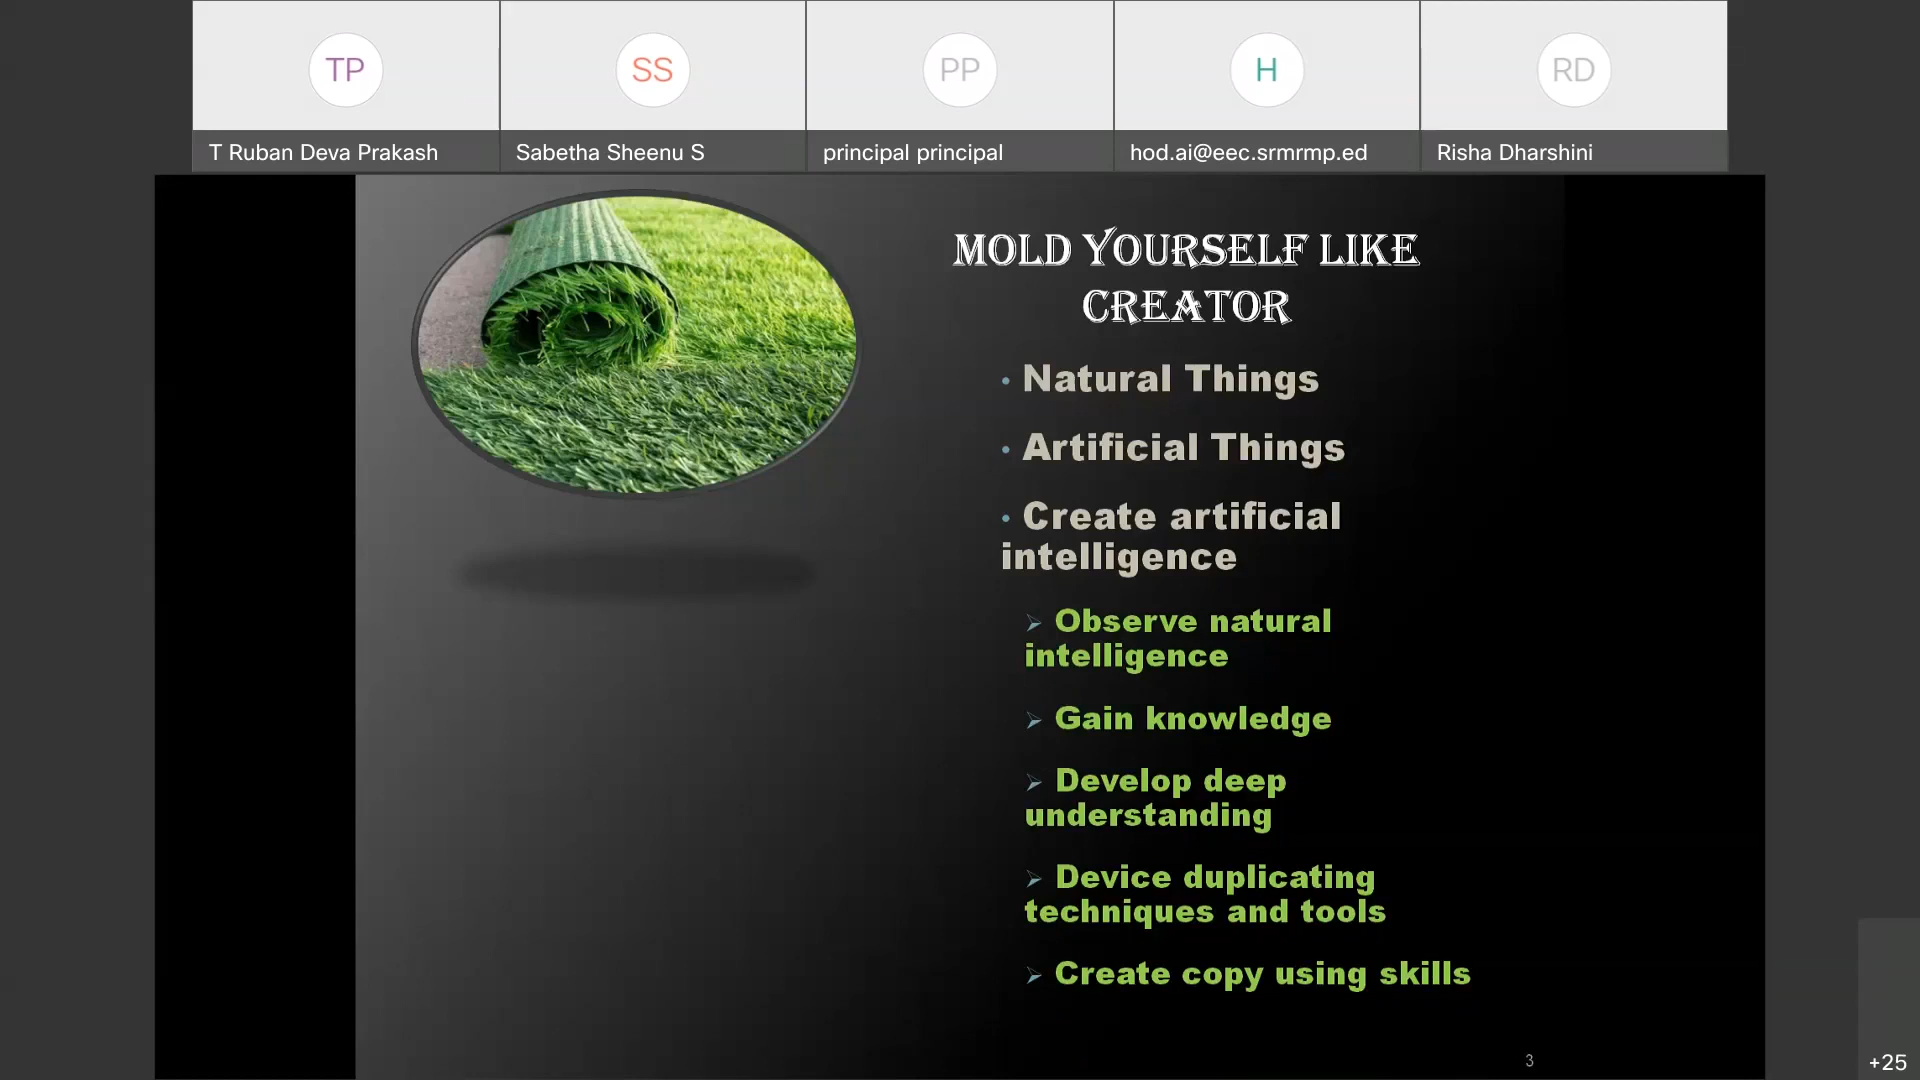 TP
SS
PP
H
RD
T Ruban Deva Prakash
Sabetha Sheenu S
principal principal
hod.ai@eec.srmrmp.ed
Risha Dharshini
MOLD YOURSELF LIKE
CREATOR
• Natural Things
• Artificial Things
• Create artificial
intelligence
➢ Observe natural
intelligence
➢ Gain knowledge
➢ Develop deep
understanding
➢ Device duplicating
techniques and tools
➢ Create copy using skills
3
+25